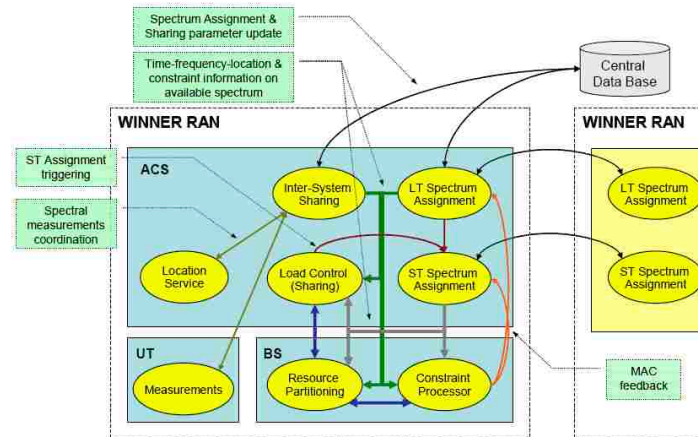 Spectrum Assignment &
Sharing parameter update
Time-frequency-location &
constraint information on
available spectrum
Central
Data Base
WINNER RAN
WINNER RAN
ST Assignment
triggering
ACS
Inter-System
Sharing
LT Spectrum
Assignment
LT Spectrum
Assignment
Spectral
measurements
coordination
Location
Service
Load Control
(Sharing)
ST Spectrum
Assignment
ST Spectrum
Assignment
UT
BS
Measurements
Resource
Partitioning
Constraint
Processor
MAC
feedback